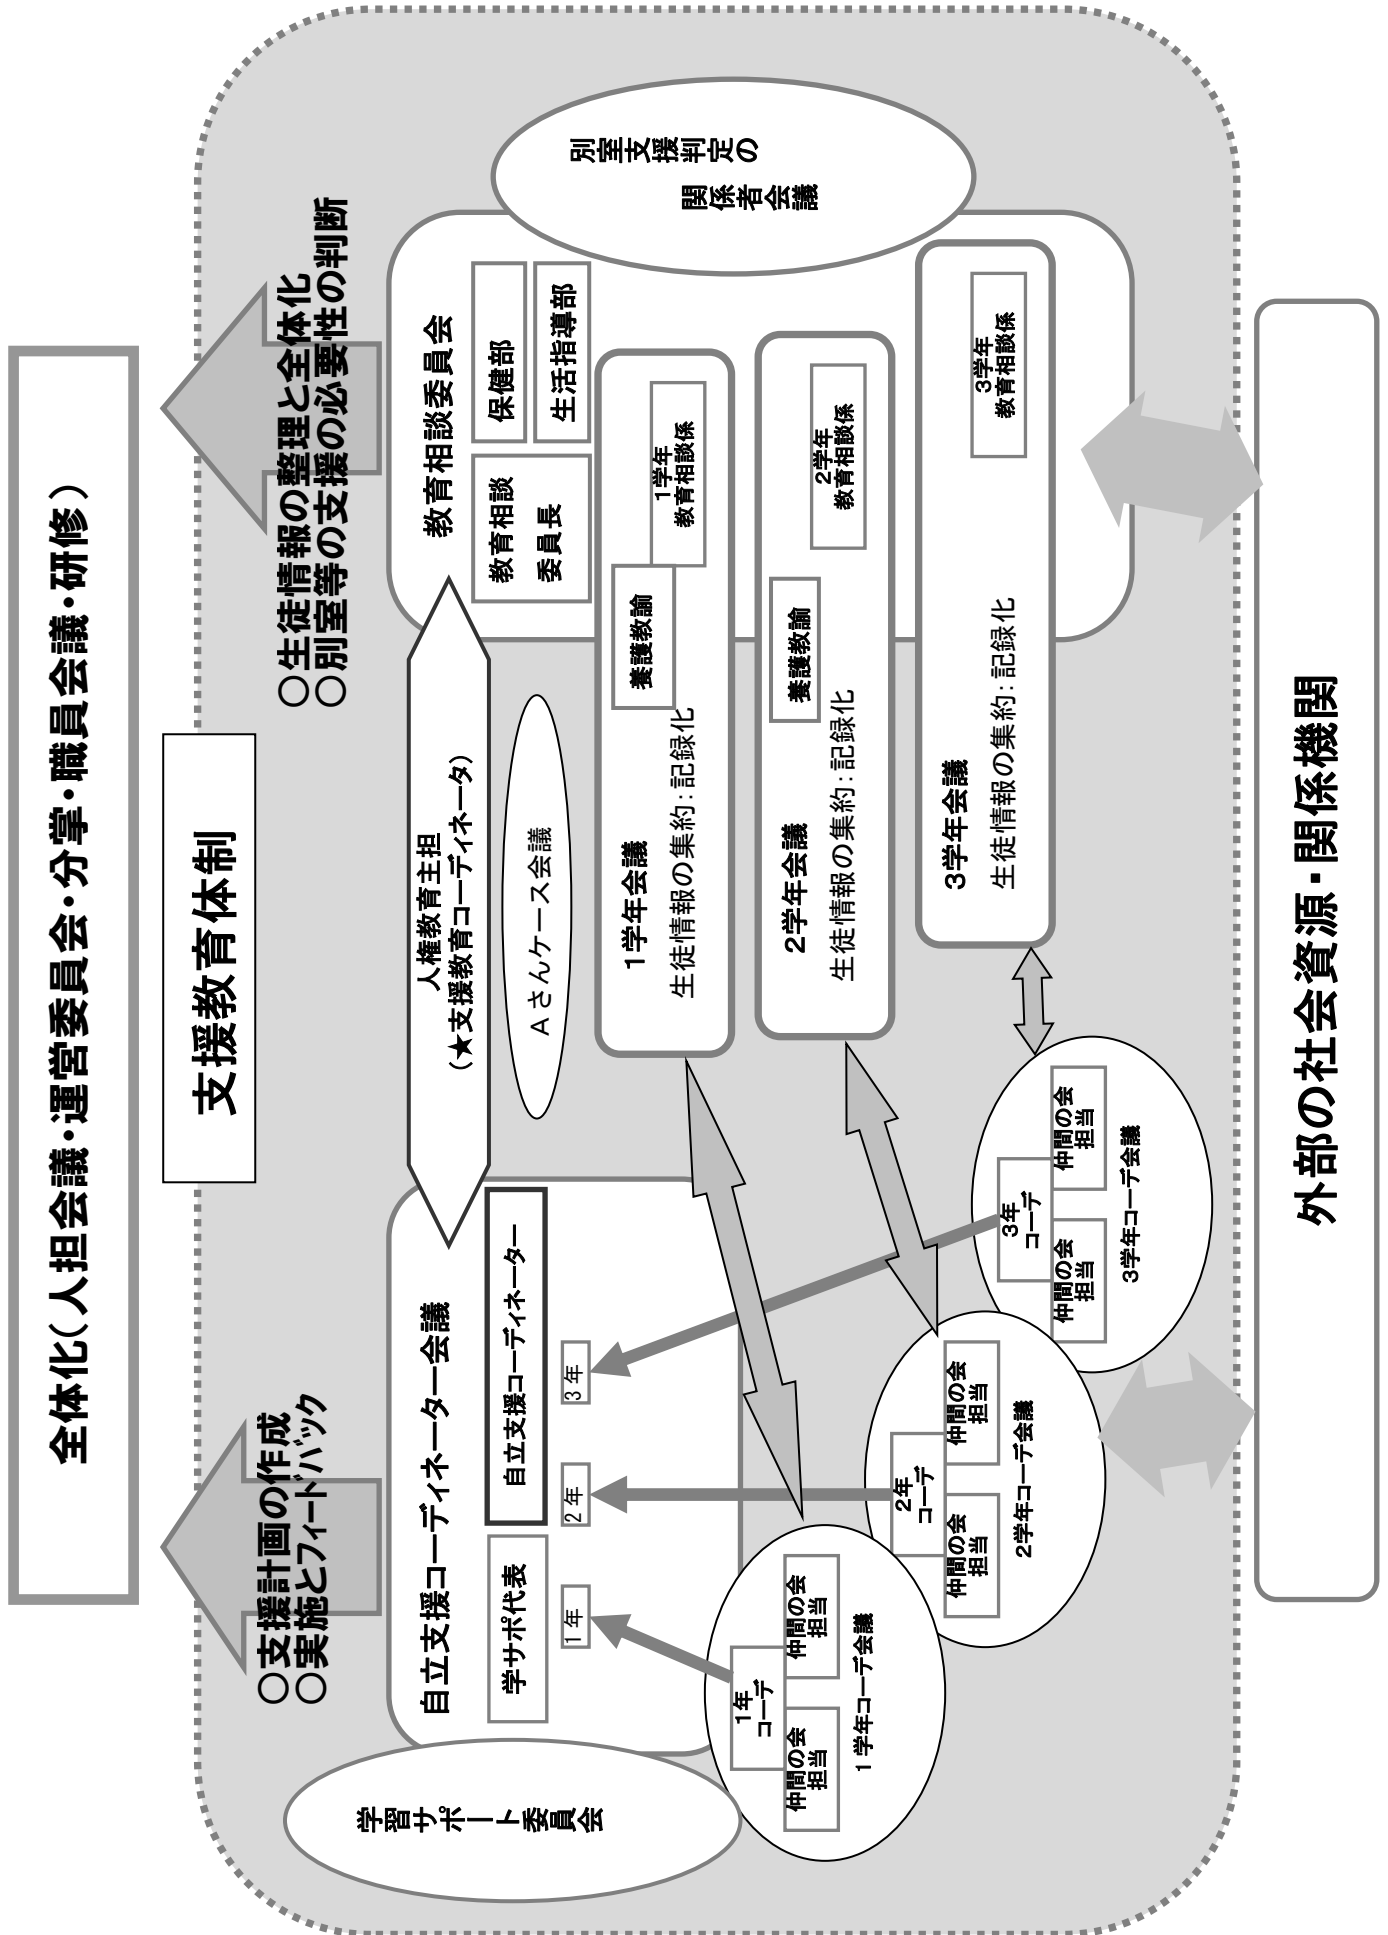 全体化(人担会議・運営委員会・分掌・職員会議・研修)
支援教育体制
○支援計画の作成
○実施とフィードバック
○生徒情報の整理と全体化
○別室等の支援の必要性の判断
学習サポート委員会
自立支援コーディネーター会議
学サポ代表
自立支援コーディネーター
1年
2年
3年
人権教育主担
(★支援教育コーディネータ)
Aさんケース会議
教育相談委員会
教育相談
委員長
保健部
生活指導部
別室支援判定の
関係者会議
1学年会議
生徒情報の集約:記録化
養護教諭
1学年
教育相談係
2学年会議
生徒情報の集約:記録化
養護教諭
2学年
教育相談係
3学年会議
生徒情報の集約:記録化
3学年
教育相談係
1年
コーデ
仲間の会
担当
仲間の会
担当
1学年コーデ会議
2年
コーデ
仲間の会
担当
仲間の会
担当
2学年コーデ会議
3年
コーデ
仲間の会
担当
仲間の会
担当
3学年コーデ会議
外部の社会資源・関係機関